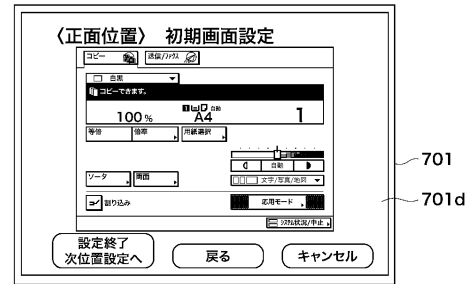 〈正面位置〉 初期画面設定
コピー 送信/ファクス
白黒
コピーできます。
自動
100% A4 1
等倍 倍率 用紙選択
自動
ソータ 両面 文字/写真/地図
割り込み 応用モード
システム状況/中止
設定終了 戻る キャンセル
次位置設定へ
701
701d